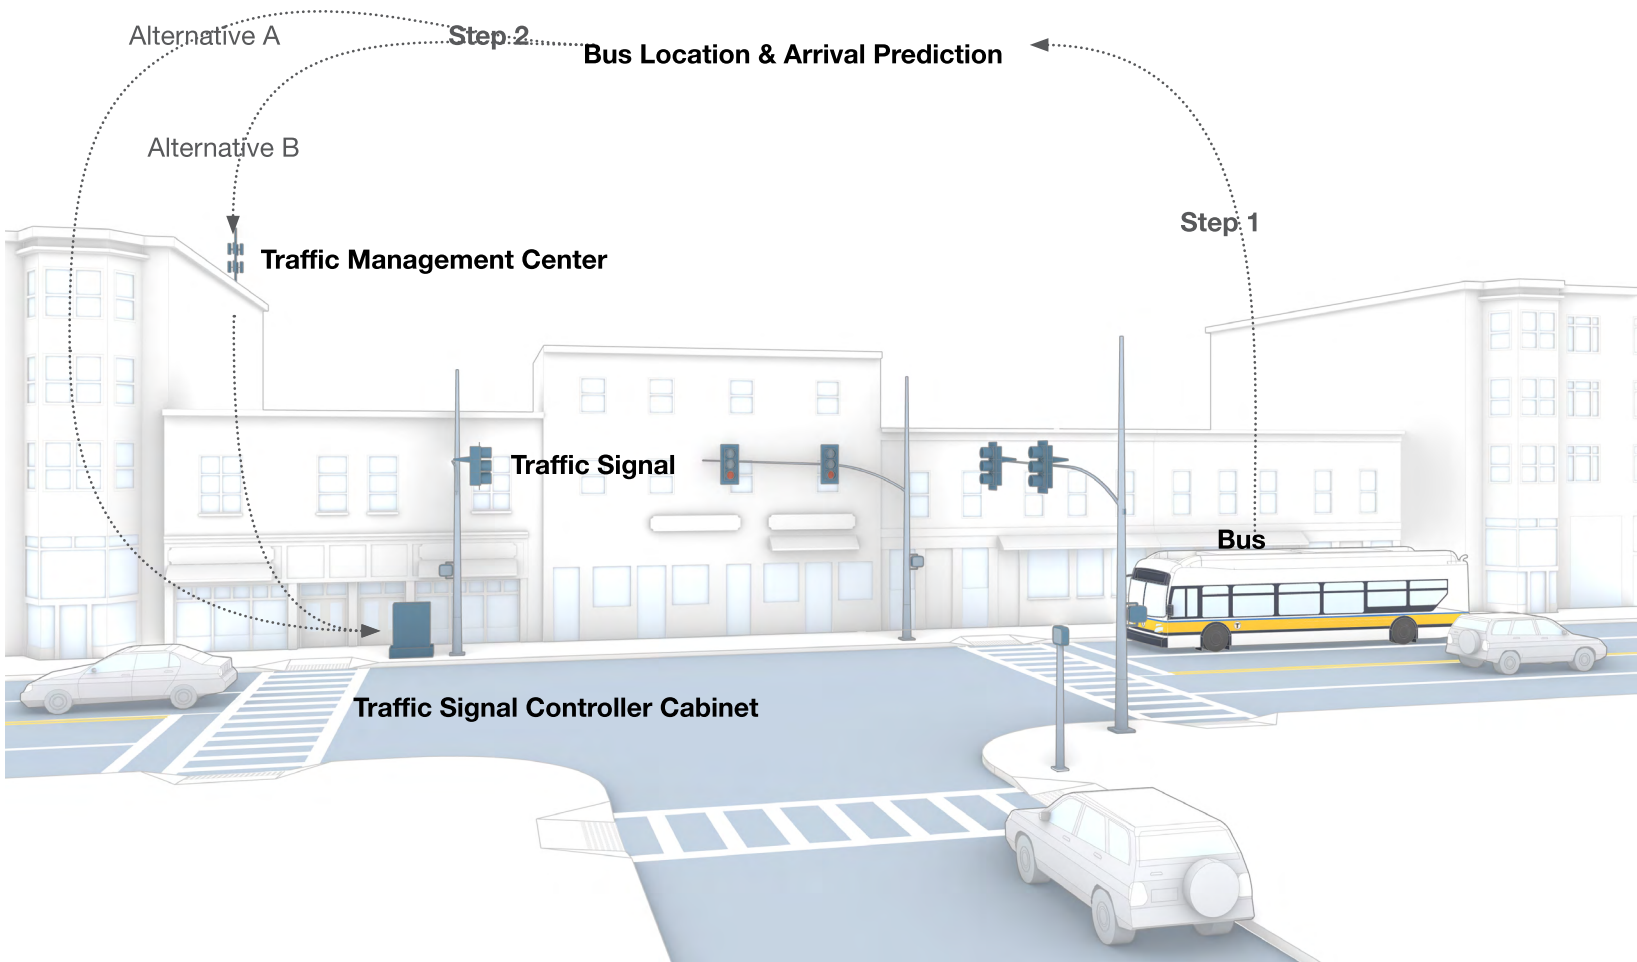 Alternative A
Step 2
Bus Location & Arrival Prediction
Alternative B
Step 1
Traffic Management Center
Traffic Signal
Bus
T
Traffic Signal Controller Cabinet